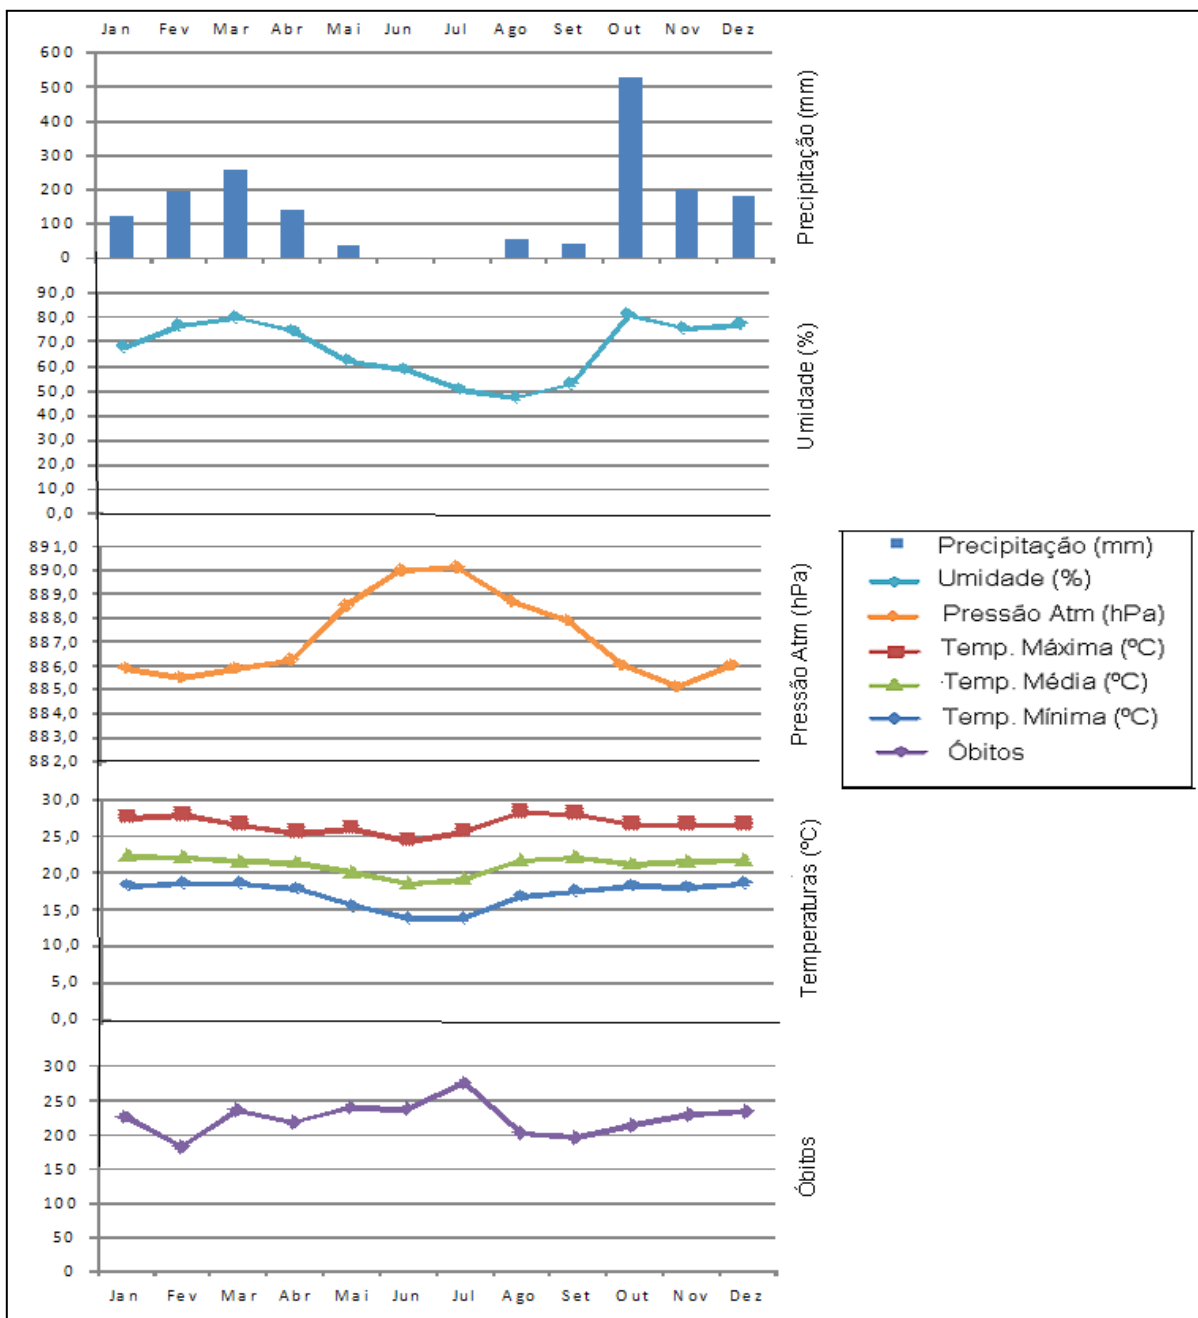 Jan Fev Mar Abr Mai Jun Jul Ago Set Out Nov Dez
600
500
400
300
200
100
0
Precipitação (mm)
90,0
80,0
70,0
60,0
50,0
40,0
30,0
20,0
10,0
0,0
Umidade (%)
891,0
890,0
889,0
888,0
887,0
886,0
885,0
884,0
883,0
882,0
Pressão Atm (hPa)
Precipitação (mm)
Umidade (%)
Pressão Atm (hPa)
Temp. Máxima (ºC)
Temp. Média (ºC)
Temp. Mínima (ºC)
Óbitos
30,0
25,0
20,0
15,0
10,0
5,0
0,0
Temperaturas (ºC)
300
250
200
150
100
50
0
Óbitos
Jan Fev Mar Abr Mai Jun Jul Ago Set Out Nov Dez